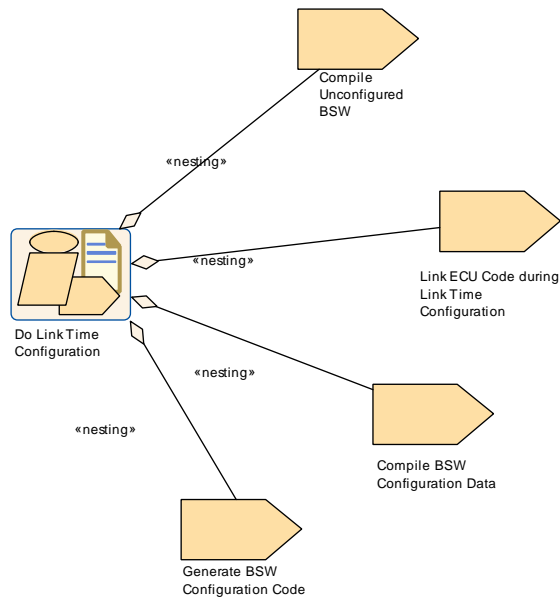 Compile
Unconfigured
BSW
«nesting»
«nesting»
Link ECU Code during
Link Time
Configuration
Do Link Time
Configuration
«nesting»
«nesting»
Compile BSW
Configuration Data
Generate BSW
Configuration Code